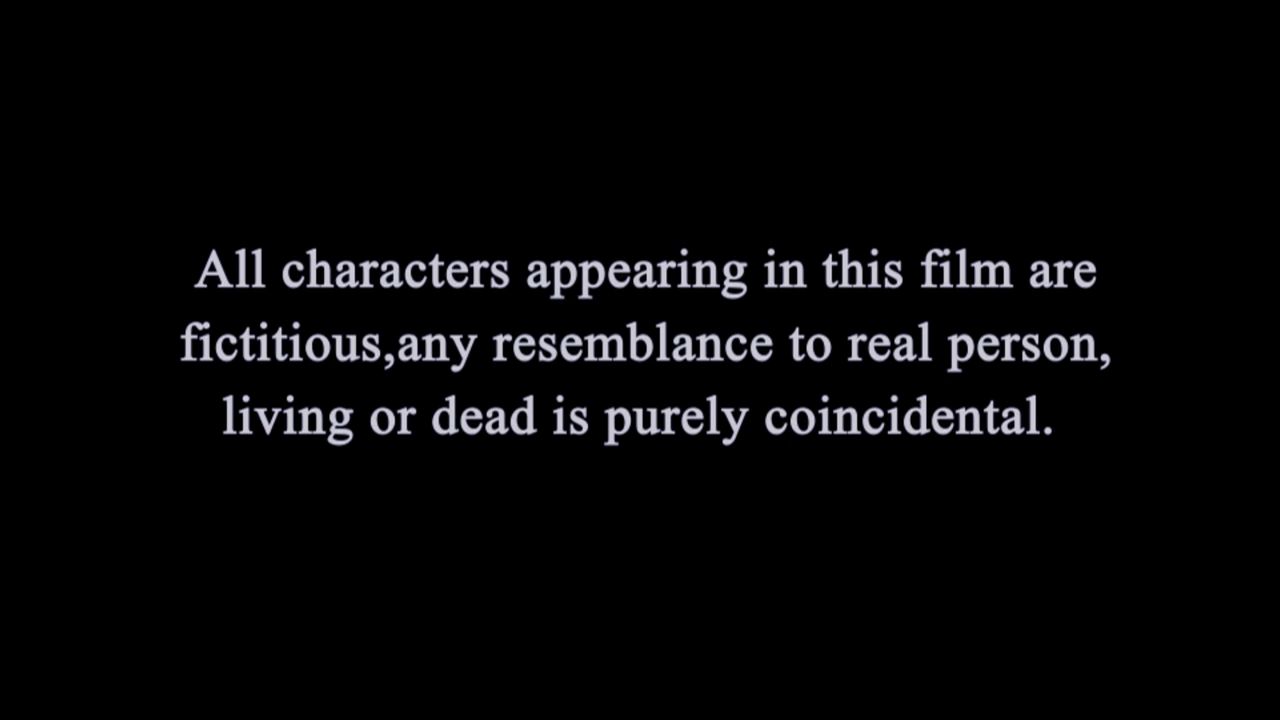 All characters appearing in this film are
fictitious,any resemblance to real person,
living or dead is purely coincidental.